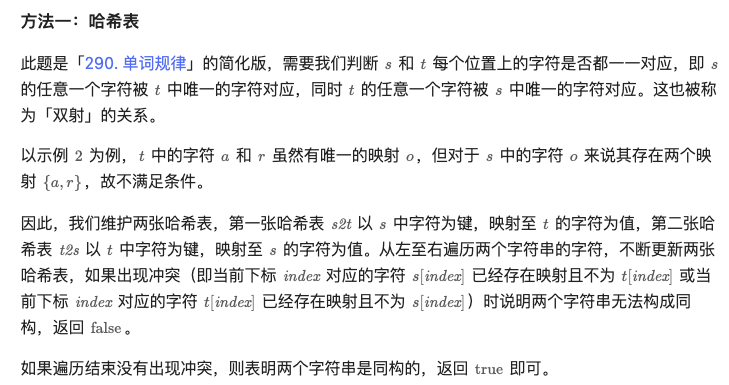 方法一：哈希表
此题是「290. 单词规律」的简化版，需要我们判断 s 和 t 每个位置上的字符是否都一一对应，即 s
的任意一个字符被 t 中唯一的字符对应，同时 t 的任意一个字符被 s 中唯一的字符对应。这也被称
为「双射」的关系。
以示例 2 为例，t 中的字符 a 和 r 虽然有唯一的映射 o，但对于 s 中的字符 o 来说其存在两个映
射 {a, r}，故不满足条件。
因此，我们维护两张哈希表，第一张哈希表 s2t 以 s 中字符为键，映射至 t 的字符为值，第二张哈
希表 t2s 以 t 中字符为键，映射至 s 的字符为值。从左至右遍历两个字符串的字符，不断更新两张
哈希表，如果出现冲突（即当前下标 index 对应的字符 s[index] 已经存在映射且不为 t[index] 或当
前下标 index 对应的字符 t[index] 已经存在映射且不为 s[index]）时说明两个字符串无法构成同
构，返回 false。
如果遍历结束没有出现冲突，则表明两个字符串是同构的，返回 true 即可。